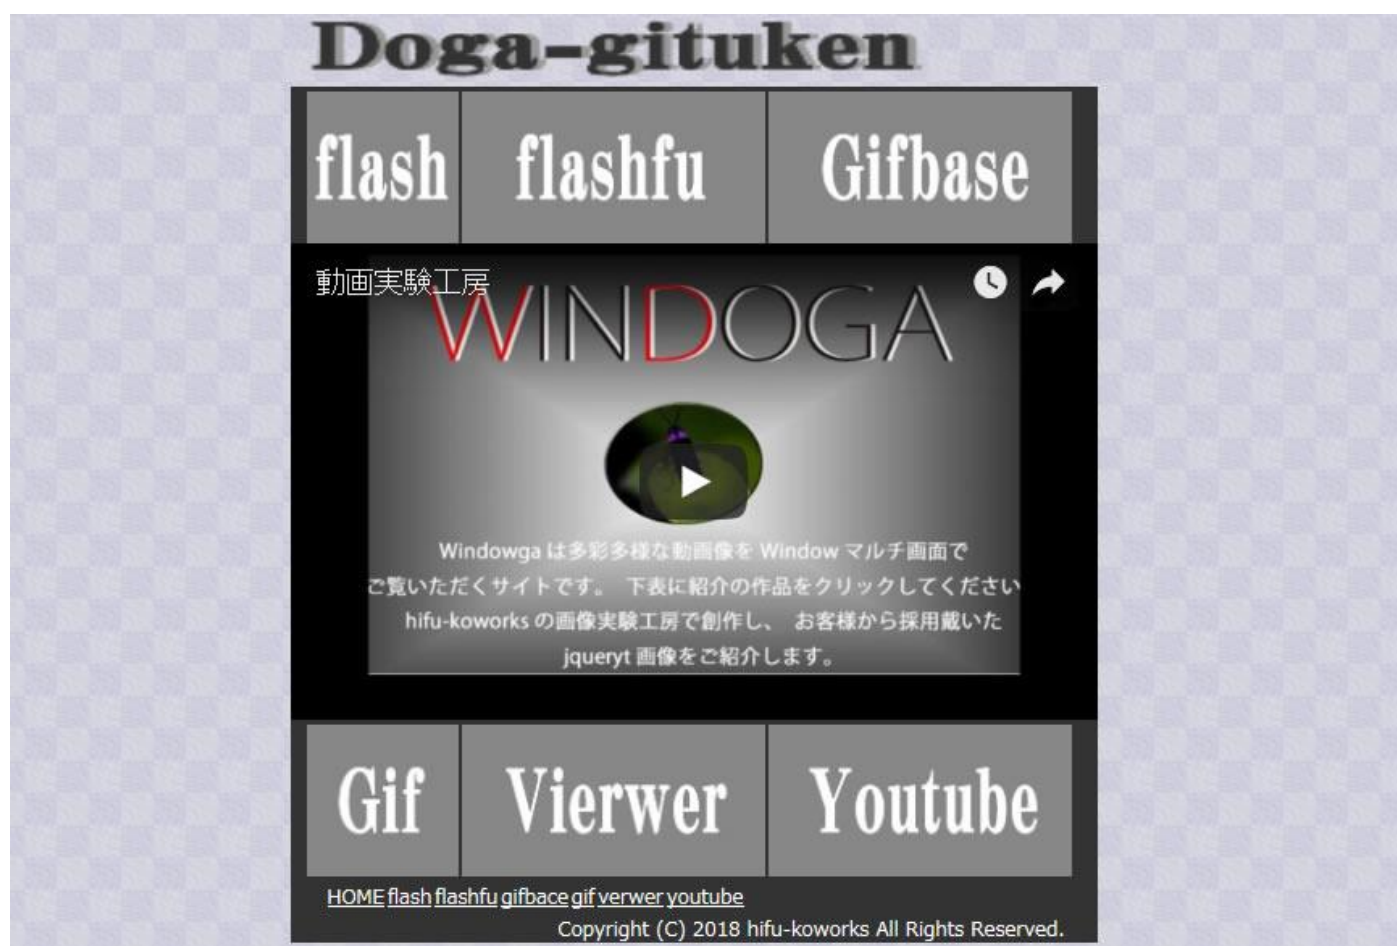 Doga-gituken
flash flashfu Gifbase
動画実験工房
WINDOGA
Windowga は多彩多様な動画像を Window マルチ画面で
ご覧いただくサイトです。 下表に紹介の作品をクリックしてください
hifu-koworks の画像実験工房で創作し、 お客様から採用戴いた
jqueryt 画像をご紹介します。
Gif Vierwer Youtube
HOME flash flashfu gifbace gif verwer youtube
Copyright (C) 2018 hifu-koworks All Rights Reserved.